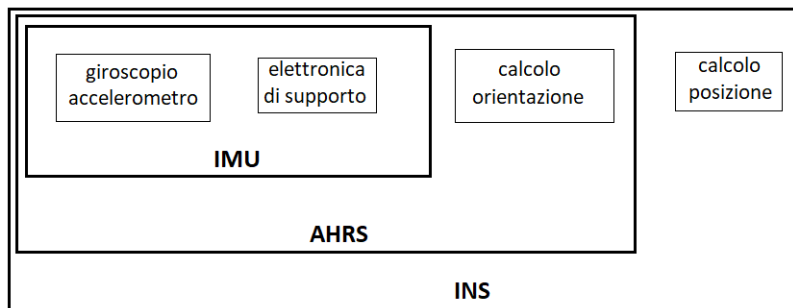 giroscopio
accelerometro
elettronica
di supporto
calcolo
orientazione
calcolo
posizione
IMU
AHRS
INS